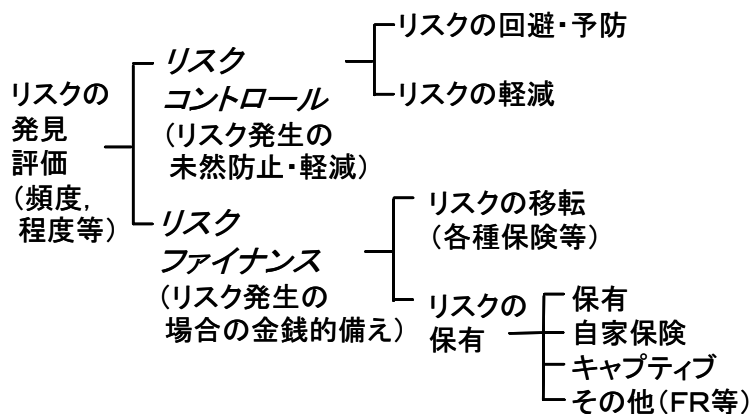 リスクの
発見
評価
(頻度,
程度等)
リスク
コントロール
(リスク発生の
未然防止・軽減)
リスクの回避・予防
リスクの軽減
リスク
ファイナンス
(リスク発生の
場合の金銭的備え)
リスクの移転
(各種保険等)
リスクの
保有
保有
自家保険
キャプティブ
その他(FR等)